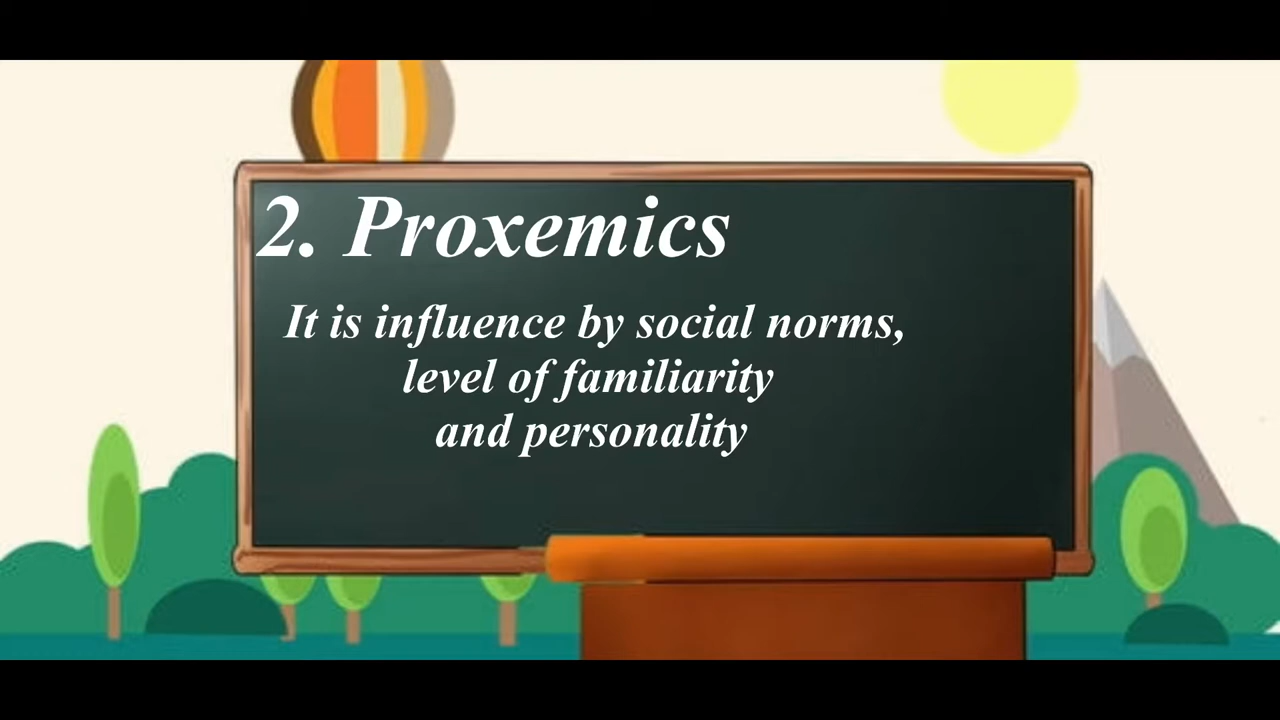 2. Proxemics
It is influence by social norms,
level of familiarity
and personality